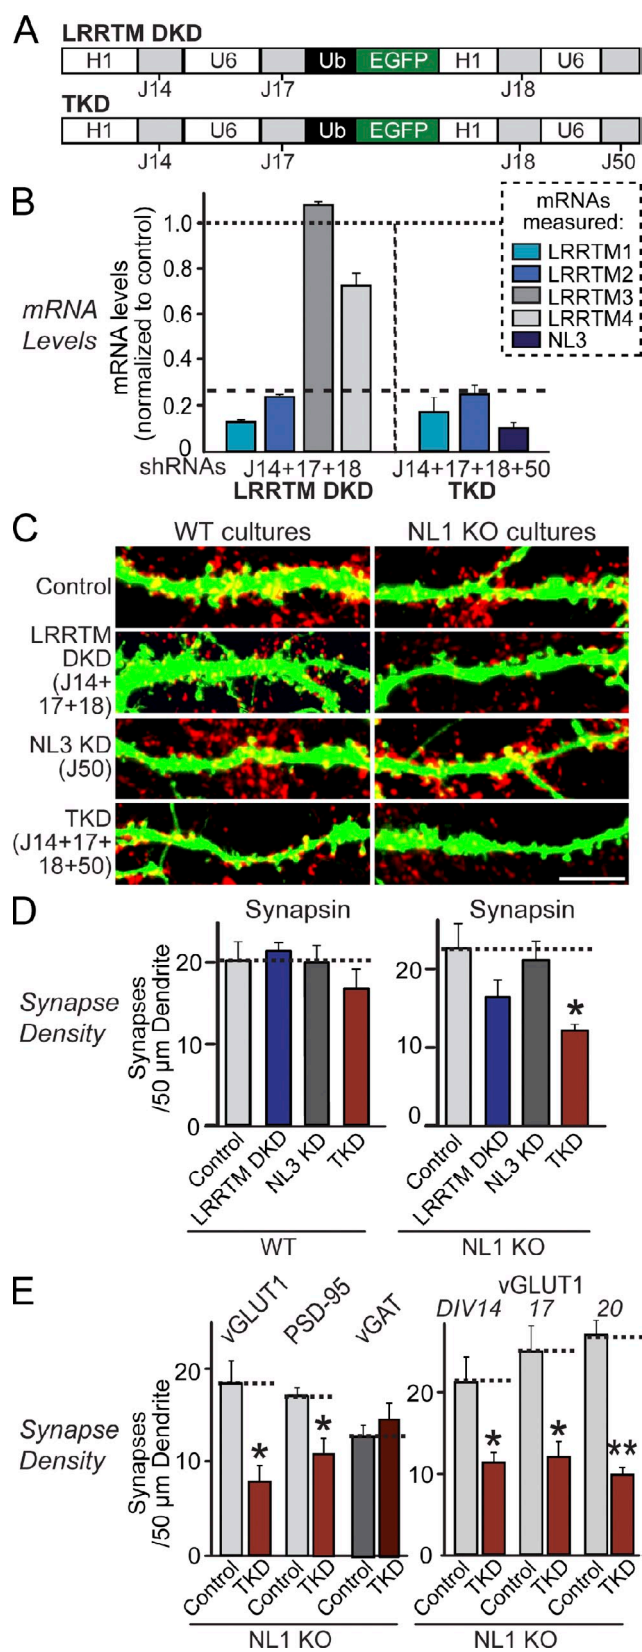 A
LRRTM DKD
H1 U6 Ub EGFP H1 U6
J14 J17 J18
TKD
H1 U6 Ub EGFP H1 U6
J14 J17 J18 J50
B
mRNA
Levels
mRNA levels
(normalized to control)
1.0
0.8
0.6
0.4
0.2
0
mRNAs
measured:
LRRTM1
LRRTM2
LRRTM3
LRRTM4
NL3
shRNAs J14+17+18 J14+17+18+50
LRRTM DKD TKD
C
WT cultures NL1 KO cultures
Control
LRRTM
DKD
(J14+
17+18)
NL3 KD
(J50)
TKD
(J14+17+
18+50)
D
Synapse
Density
Synapses
/50 µm Dendrite
Synapsin Synapsin
20 20
10 10
0 0
* 
Control LRRTM DKD NL3 KD TKD Control LRRTM DKD NL3 KD TKD
WT NL1 KO
E
Synapse
Density
Synapses
/50 µm Dendrite
vGLUT1 PSD-95 vGAT
vGLUT1
DIV14 17 20
20 20
10 10
0 0
* * * * **
Control TKD Control TKD Control TKD Control TKD Control TKD Control TKD
NL1 KO NL1 KO